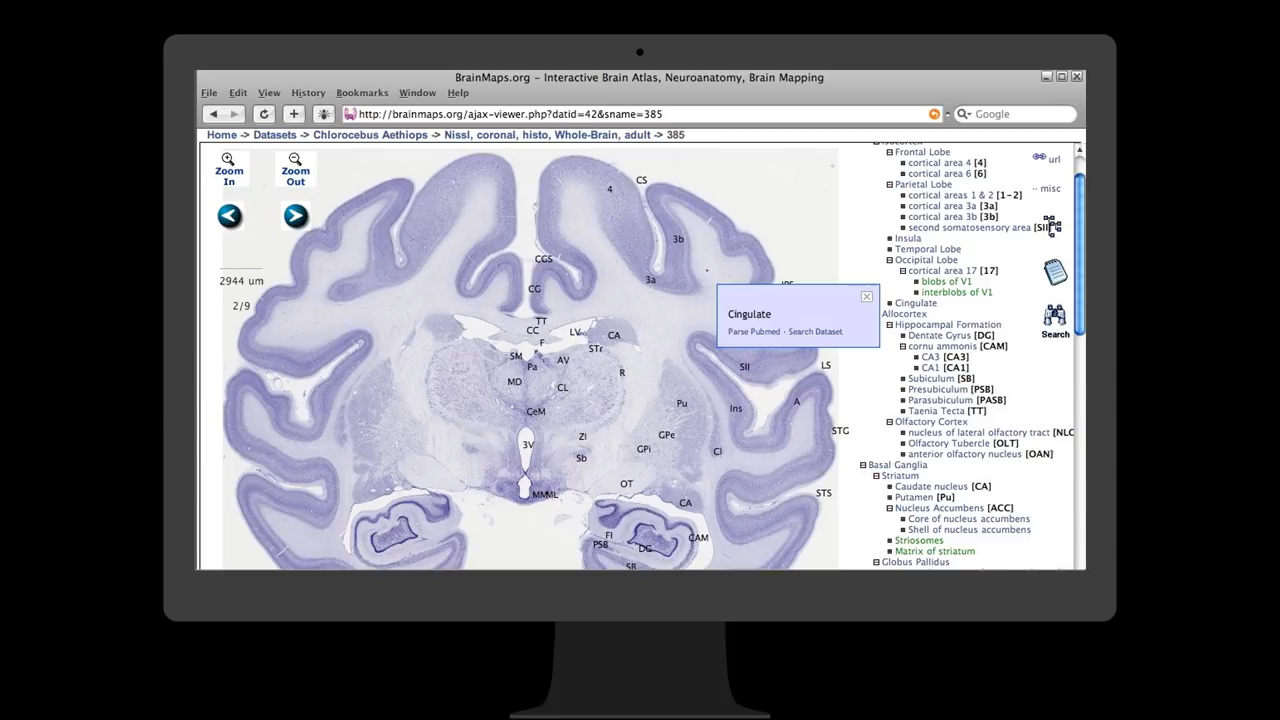 BrainMaps.org - Interactive Brain Atlas, Neuroanatomy, Brain Mapping
File Edit View History Bookmarks Window Help
http://brainmaps.org/ajax-viewer.php?datid=42&sname=385
Google
Home -> Datasets -> Chlorocebus Aethiops -> Nissl, coronal, histo, Whole-Brain, adult -> 385
Zoom
In
Zoom
Out
2944 um
2/9
CS
4
3b
CGS
3a
CG
TT
CC
LV
CA
F
STr
SM
AV
Pa
R
SII
LS
MD
CL
Pu
Ins
A
CeM
STG
3V
ZI
GPe
GPi
Cl
Sb
OT
STS
MM
ML
CA
FI
PSB
DG
CAM
SB
Cingulate
Parse Pubmed - Search Dataset
Frontal Lobe
cortical area 4 [4]
cortical area 6 [6]
Parietal Lobe
cortical areas 1 & 2 [1-2]
cortical area 3a [3a]
cortical area 3b [3b]
second somatosensory area [SII]
Insula
Temporal Lobe
Occipital Lobe
cortical area 17 [17]
blobs of V1
interblobs of V1
Cingulate
Allocortex
Hippocampal Formation
Dentate Gyrus [DG]
cornu ammonis [CAM]
CA3 [CA3]
CA1 [CA1]
Subiculum [SB]
Presubiculum [PSB]
Parasubiculum [PASB]
Taenia Tecta [TT]
Olfactory Cortex
nucleus of lateral olfactory tract [NLO
Olfactory Tubercle [OLT]
anterior olfactory nucleus [OAN]
Basal Ganglia
Striatum
Caudate nucleus [CA]
Putamen [Pu]
Nucleus Accumbens [ACC]
Core of nucleus accumbens
Shell of nucleus accumbens
Striosomes
Matrix of striatum
Globus Pallidus
url
misc
Search